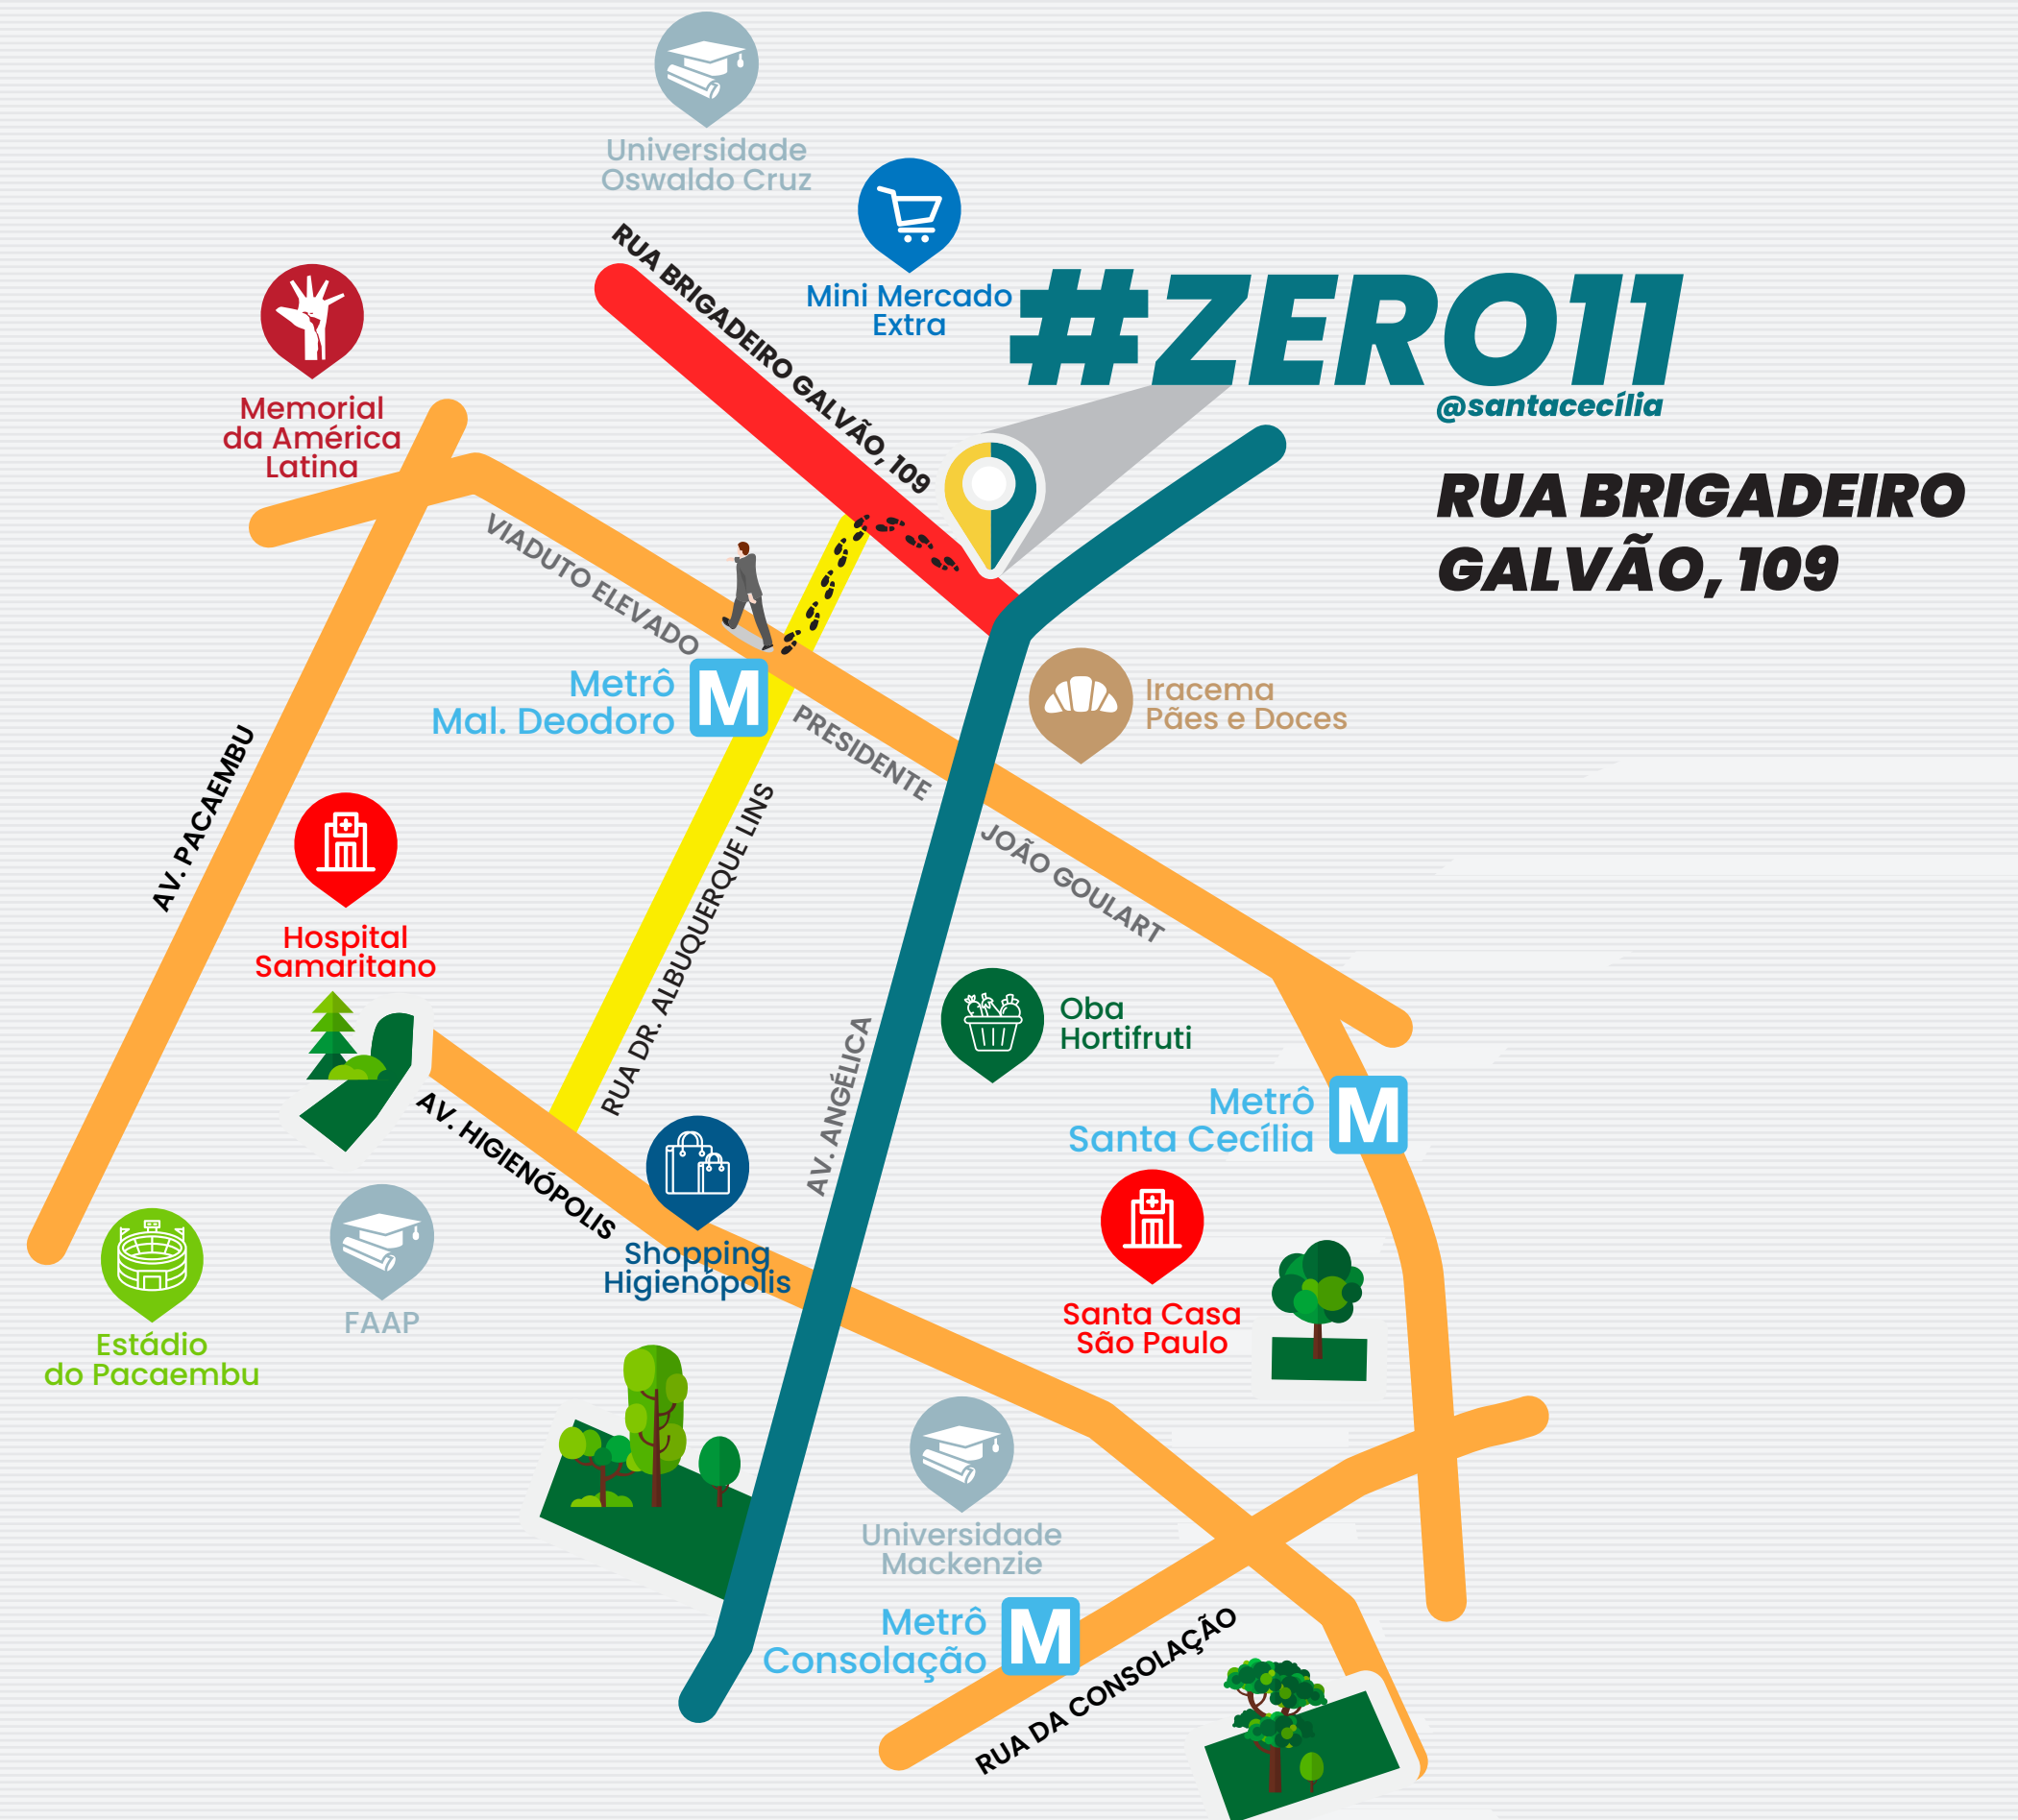 Universidade
Oswaldo Cruz
Mini Mercado
Extra
RUA BRIGADEIRO GALVÃO, 109
#ZERO11
@santacecília
RUA BRIGADEIRO
GALVÃO, 109
Memorial
da América
Latina
VIADUTO ELEVADO
PRESIDENTE
JOÃO GOULART
Metrô
Mal. Deodoro
M
Iracema
Pães e Doces
AV. PACAEMBU
RUA DR. ALBUQUERQUE LINS
Hospital
Samaritano
AV. ANGÉLICA
Oba
Hortifruti
Metrô
Santa Cecília
M
AV. HIGIENÓPOLIS
Shopping
Higienópolis
Santa Casa
São Paulo
FAAP
Estádio
do Pacaembu
Universidade
Mackenzie
Metrô
Consolação
M
RUA DA CONSOLAÇÃO